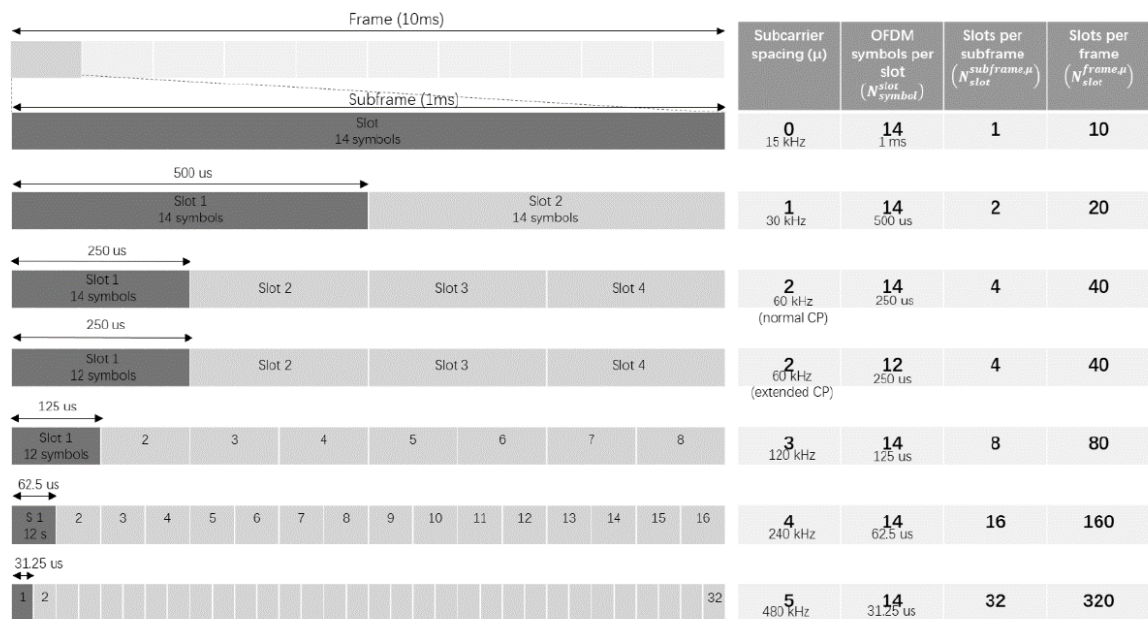 Frame (10ms)
Subframe (1ms)
Slot
14 symbols
500 us
Slot 1
14 symbols
Slot 2
14 symbols
250 us
Slot 1
14 symbols
Slot 2
Slot 3
Slot 4
250 us
Slot 1
12 symbols
Slot 2
Slot 3
Slot 4
125 us
Slot 1
12 symbols
2 3 4 5 6 7 8
62.5 us
S 1
12 s
2 3 4 5 6 7 8 9 10 11 12 13 14 15 16
31.25 us
1 2 32
Subcarrier
spacing (μ)
OFDM
symbols per
slot
(N^{slot}_{symbol})
Slots per
subframe
(N^{subframe,μ}_{slot})
Slots per
frame
(N^{frame,μ}_{slot})
0 14 1 10
15 kHz 1 ms
1 14 2 20
30 kHz 500 us
2 14 4 40
60 kHz 250 us
(normal CP)
2 12 4 40
60 kHz 250 us
(extended CP)
3 14 8 80
120 kHz 125 us
4 14 16 160
240 kHz 62.5 us
5 14 32 320
480 kHz 31.25 us